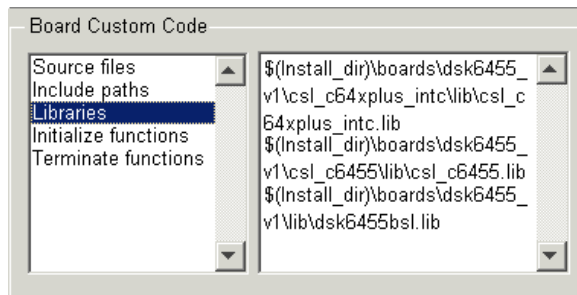 Board Custom Code
Source files
Include paths
Libraries
Initialize functions
Terminate functions
$(Install_dir)\boards\dsk6455_
v1\csl_c64xplus_intc\lib\csl_c
64xplus_intc.lib
$(Install_dir)\boards\dsk6455_
v1\csl_c6455\lib\csl_c6455.lib
$(Install_dir)\boards\dsk6455_
v1\lib\dsk6455bsl.lib